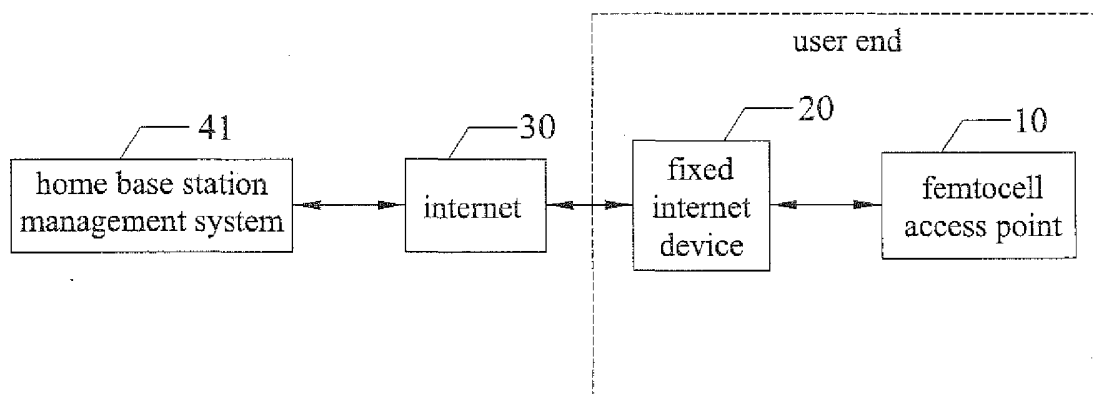 user end
41
30
20
10
home base station
management system
internet
fixed
internet
device
femtocell
access point